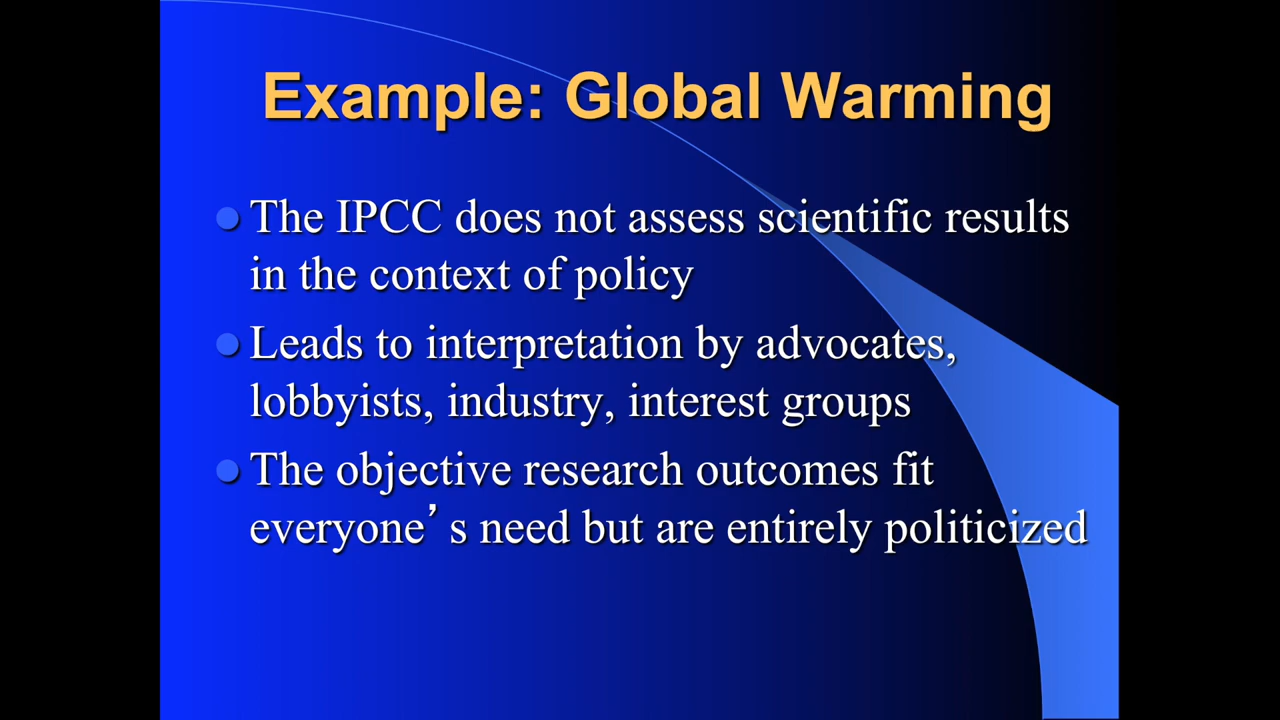 Example: Global Warming
The IPCC does not assess scientific results
in the context of policy
Leads to interpretation by advocates,
lobbyists, industry, interest groups
The objective research outcomes fit
everyone’s need but are entirely politicized